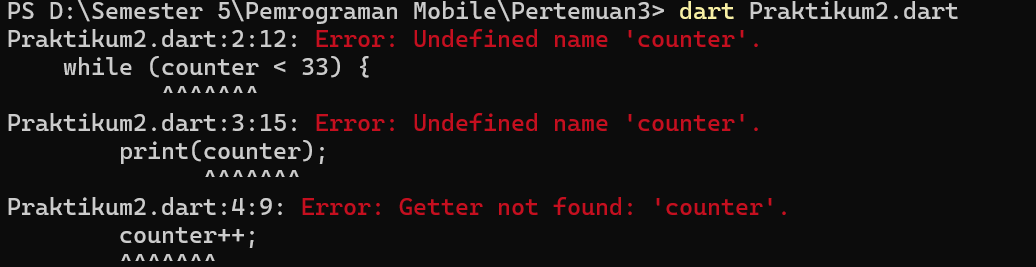 PS D:\Semester 5\Pemrograman Mobile\Pertemuan3> dart Praktikum2.dart
Praktikum2.dart:2:12: Error: Undefined name 'counter'.
    while (counter < 33) {
           ^^^^^^^
Praktikum2.dart:3:15: Error: Undefined name 'counter'.
        print(counter);
              ^^^^^^^
Praktikum2.dart:4:9: Error: Getter not found: 'counter'.
        counter++;
        ^^^^^^^